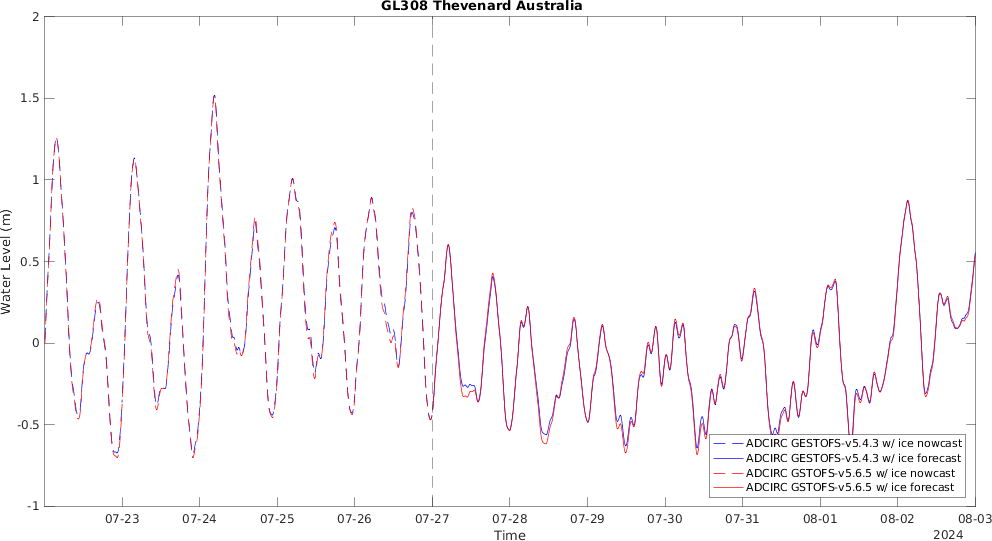 GL308 Thevenard Australia
2
1.5
1
0.5
0
-0.5
-1
Water Level (m)
07-23 07-24 07-25 07-26 07-27 07-28 07-29 07-30 07-31 08-01 08-02 08-03
Time
2024
ADCIRC GESTOFS-v5.4.3 w/ ice nowcast
ADCIRC GESTOFS-v5.4.3 w/ ice forecast
ADCIRC GSTOFS-v5.6.5 w/ ice nowcast
ADCIRC GSTOFS-v5.6.5 w/ ice forecast